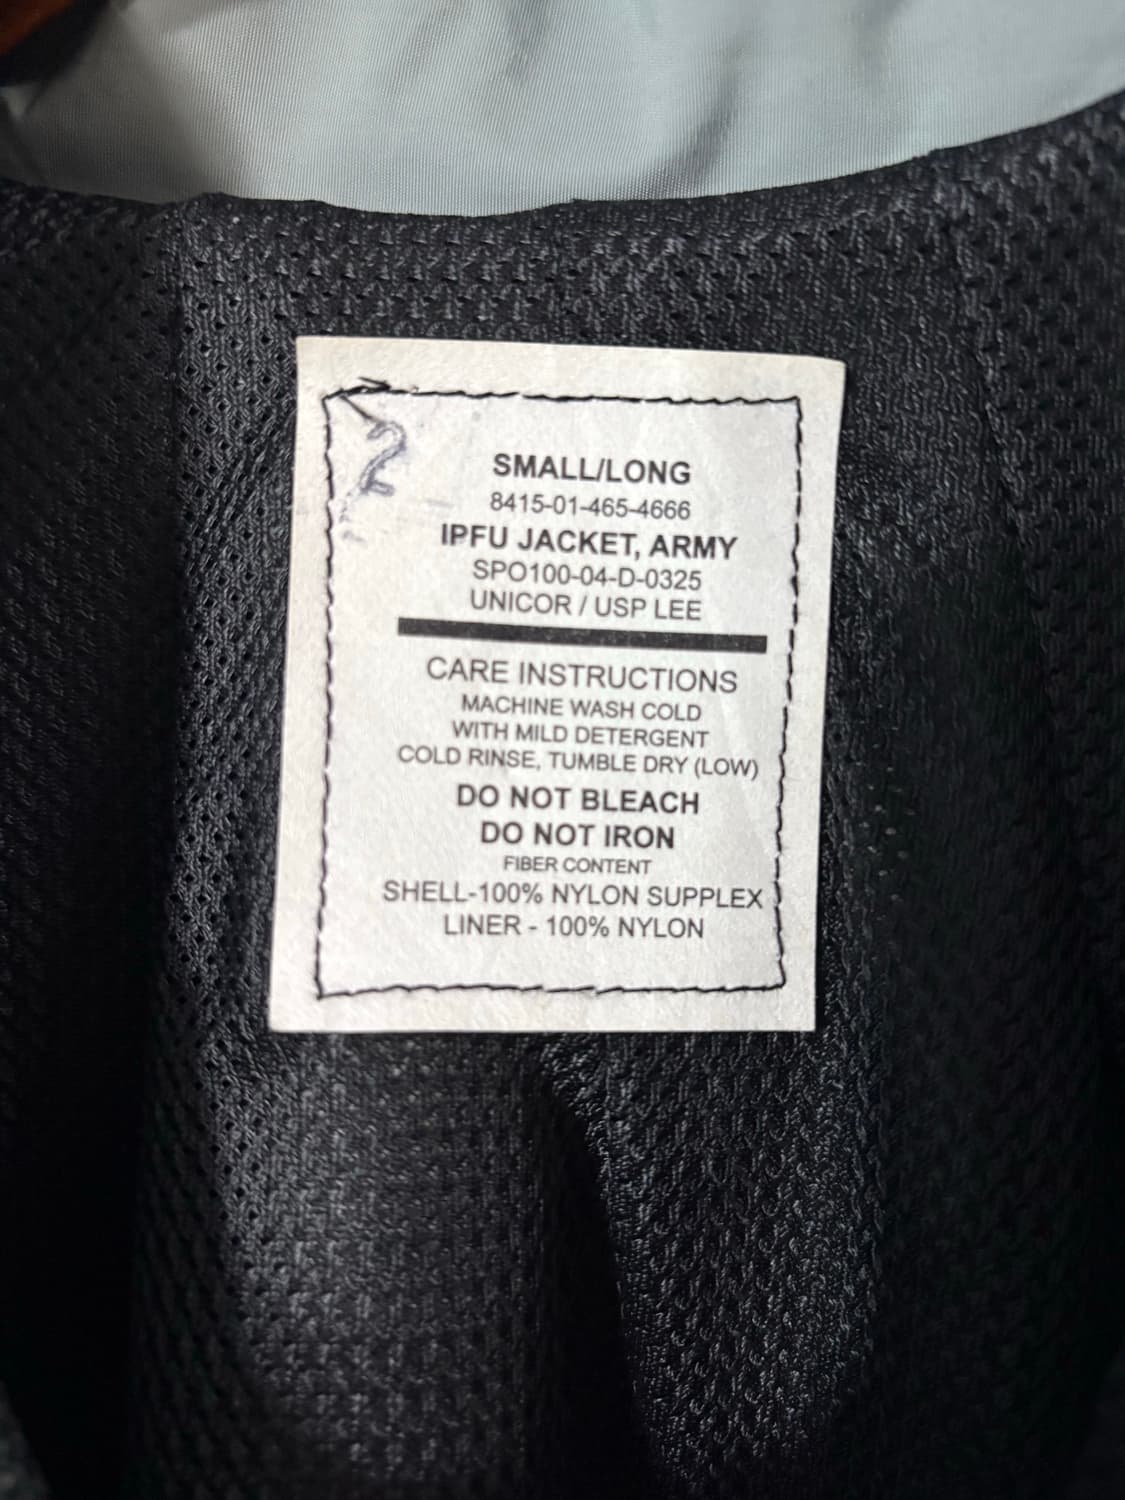 2
SMALL/LONG
8415-01-465-4666
IPFU JACKET, ARMY
SPO100-04-D-0325
UNICOR / USP LEE
CARE INSTRUCTIONS
MACHINE WASH COLD
WITH MILD DETERGENT
COLD RINSE, TUMBLE DRY (LOW)
DO NOT BLEACH
DO NOT IRON
FIBER CONTENT
SHELL-100% NYLON SUPPLEX
LINER - 100% NYLON